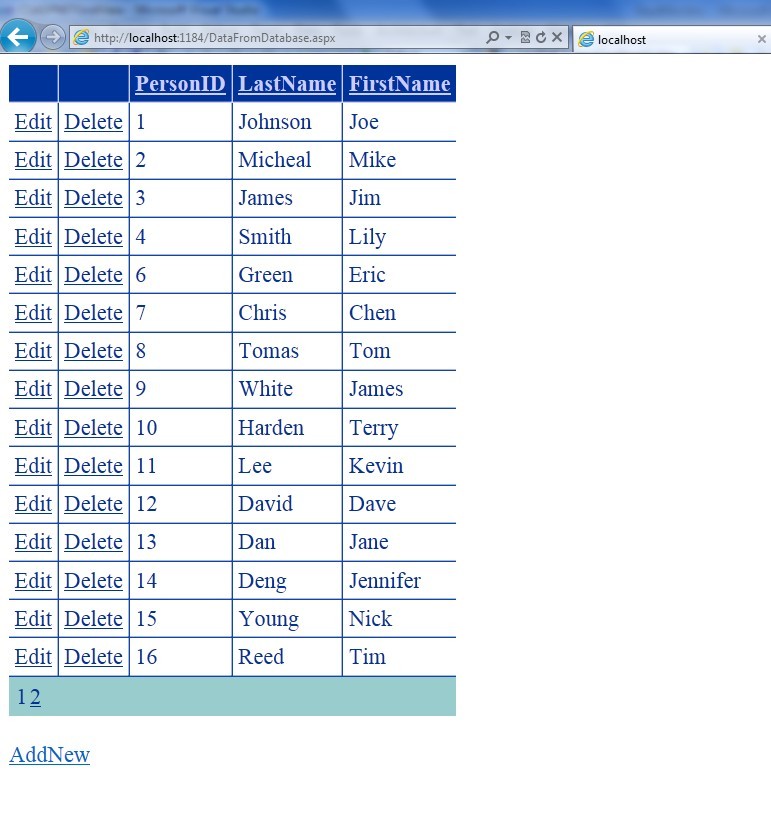 http://localhost:1184/DataFromDatabase.aspx
localhost
PersonID LastName FirstName
Edit Delete 1 Johnson Joe
Edit Delete 2 Micheal Mike
Edit Delete 3 James Jim
Edit Delete 4 Smith Lily
Edit Delete 6 Green Eric
Edit Delete 7 Chris Chen
Edit Delete 8 Tomas Tom
Edit Delete 9 White James
Edit Delete 10 Harden Terry
Edit Delete 11 Lee Kevin
Edit Delete 12 David Dave
Edit Delete 13 Dan Jane
Edit Delete 14 Deng Jennifer
Edit Delete 15 Young Nick
Edit Delete 16 Reed Tim
1 2
AddNew